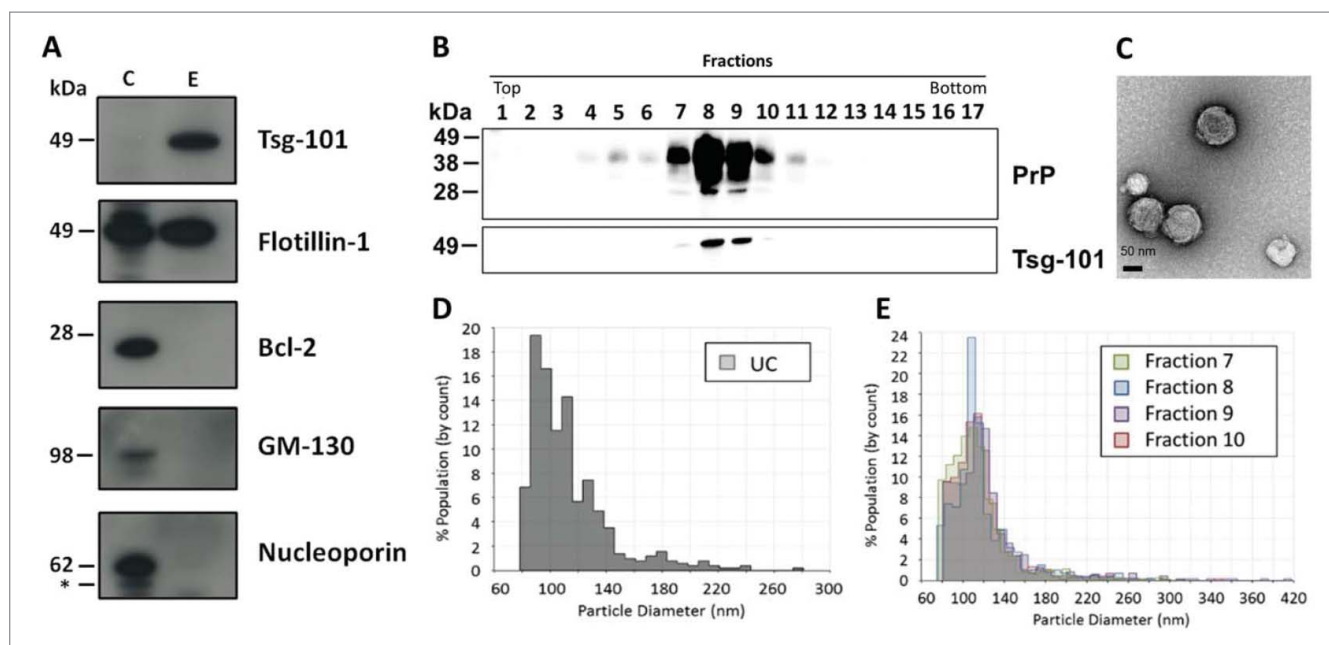 A
C E
kDa
49 Tsg-101
49 Flotillin-1
28 Bcl-2
98 GM-130
62 Nucleoporin
*
B
Fractions
Top Bottom
kDa 1 2 3 4 5 6 7 8 9 10 11 12 13 14 15 16 17
49
38
28
PrP
49
Tsg-101
C
50 nm
D
20
18
16
14
12
10
8
6
4
2
0
% Population (by count)
UC
60 100 140 180 220 260 300
Particle Diameter (nm)
E
24
22
20
18
16
14
12
10
8
6
4
2
0
% Population (by count)
Fraction 7
Fraction 8
Fraction 9
Fraction 10
60 100 140 180 220 260 300 340 360 420
Particle Diameter (nm)